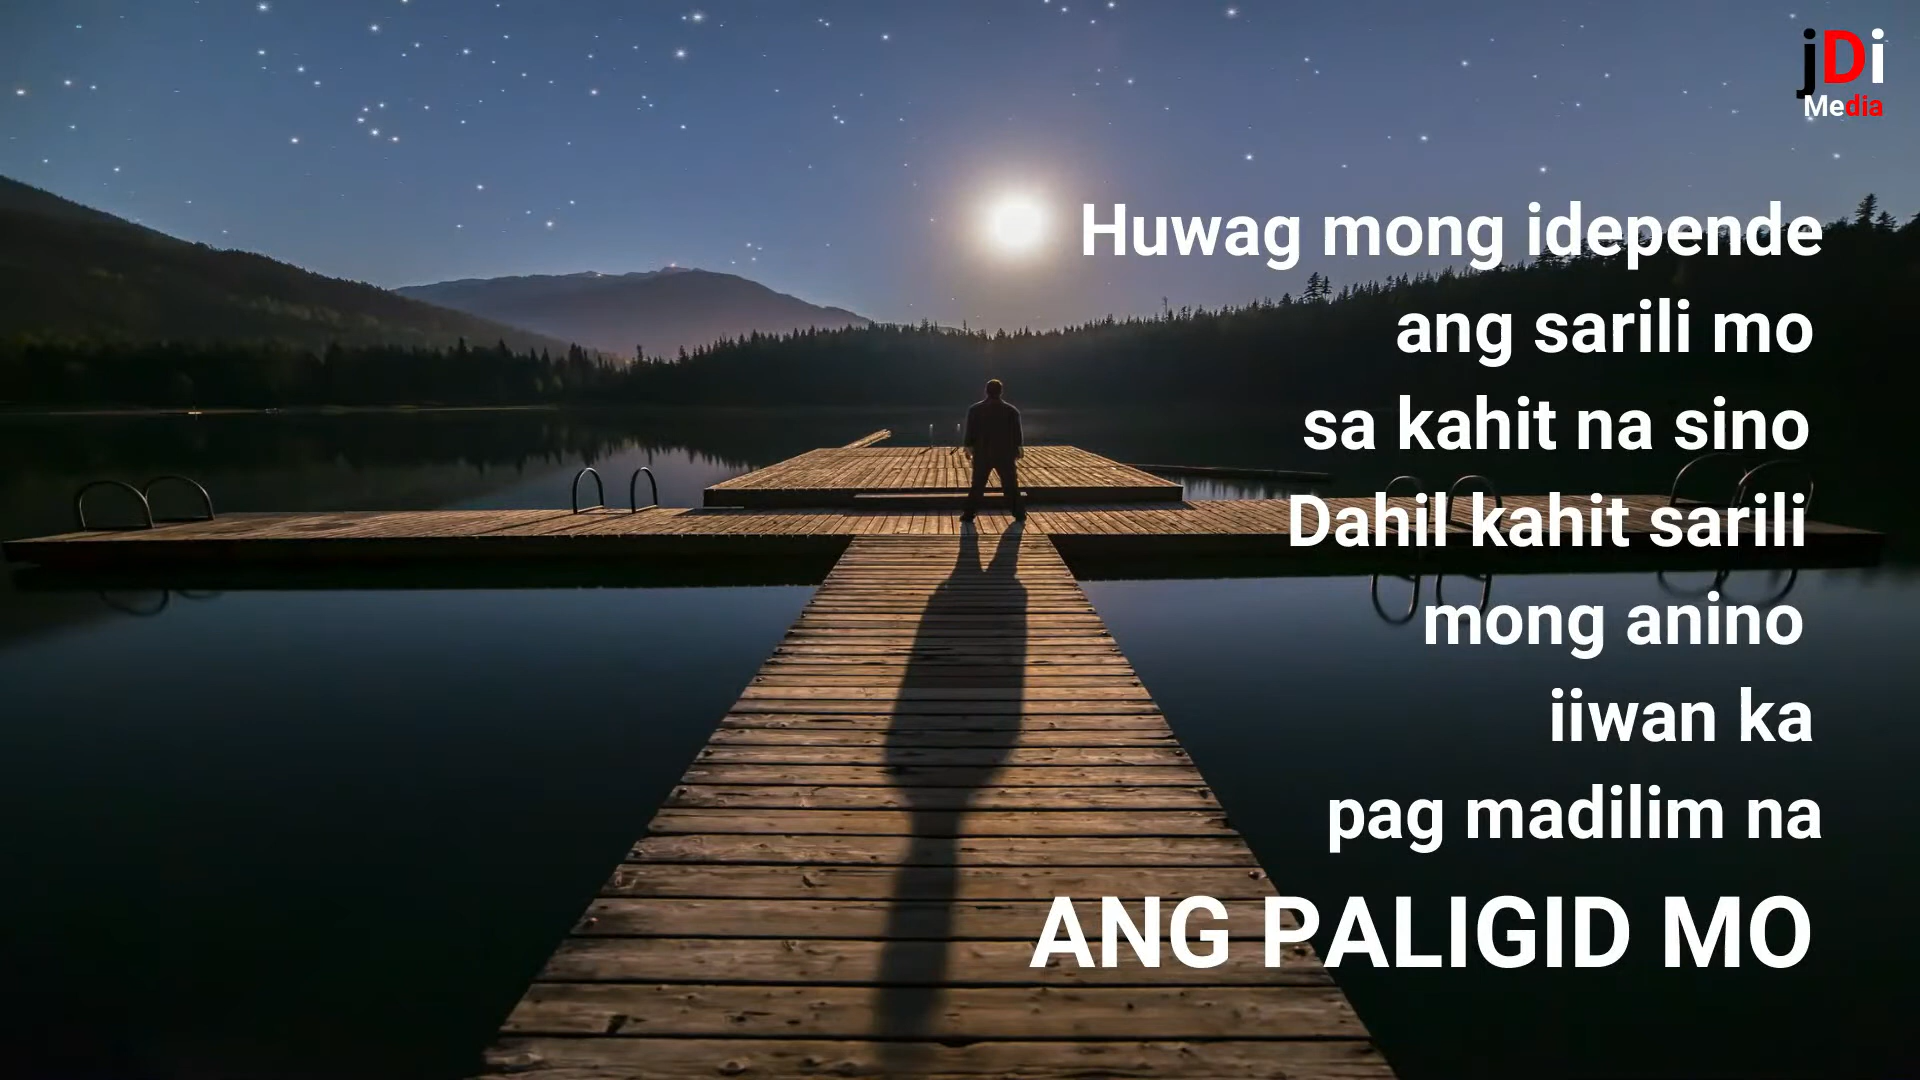 jDi
Media
Huwag mong idepende
ang sarili mo
sa kahit na sino
Dahil kahit sarili
mong anino
iiwan ka
pag madilim na
ANG PALIGID MO